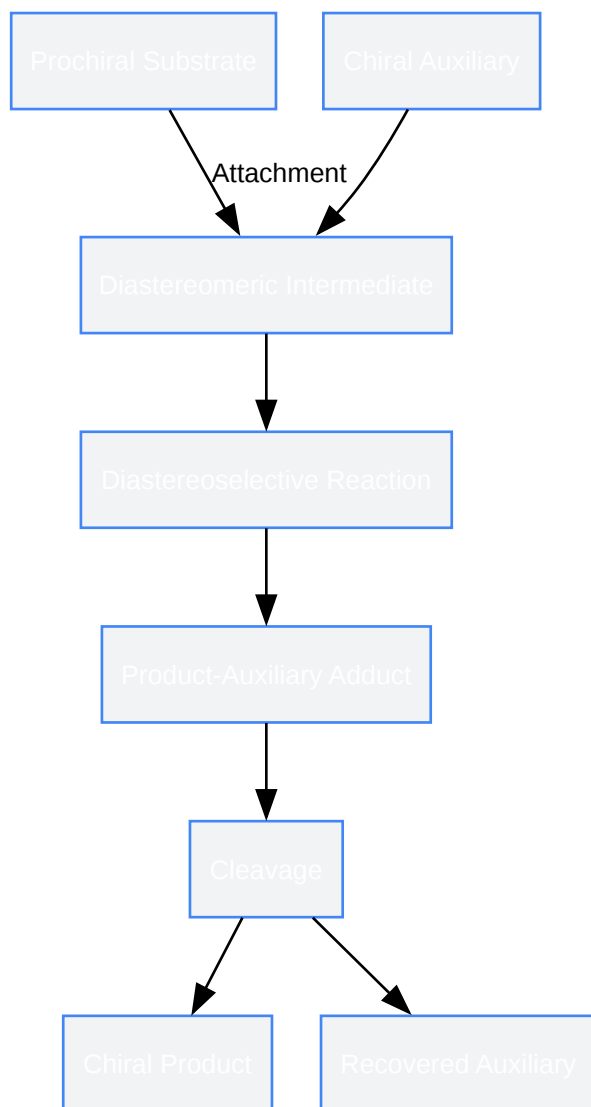 Prochiral Substrate
Chiral Auxiliary
Attachment
Diastereomeric Intermediate
Diastereoselective Reaction
Product-Auxiliary Adduct
Cleavage
Chiral Product
Recovered Auxiliary